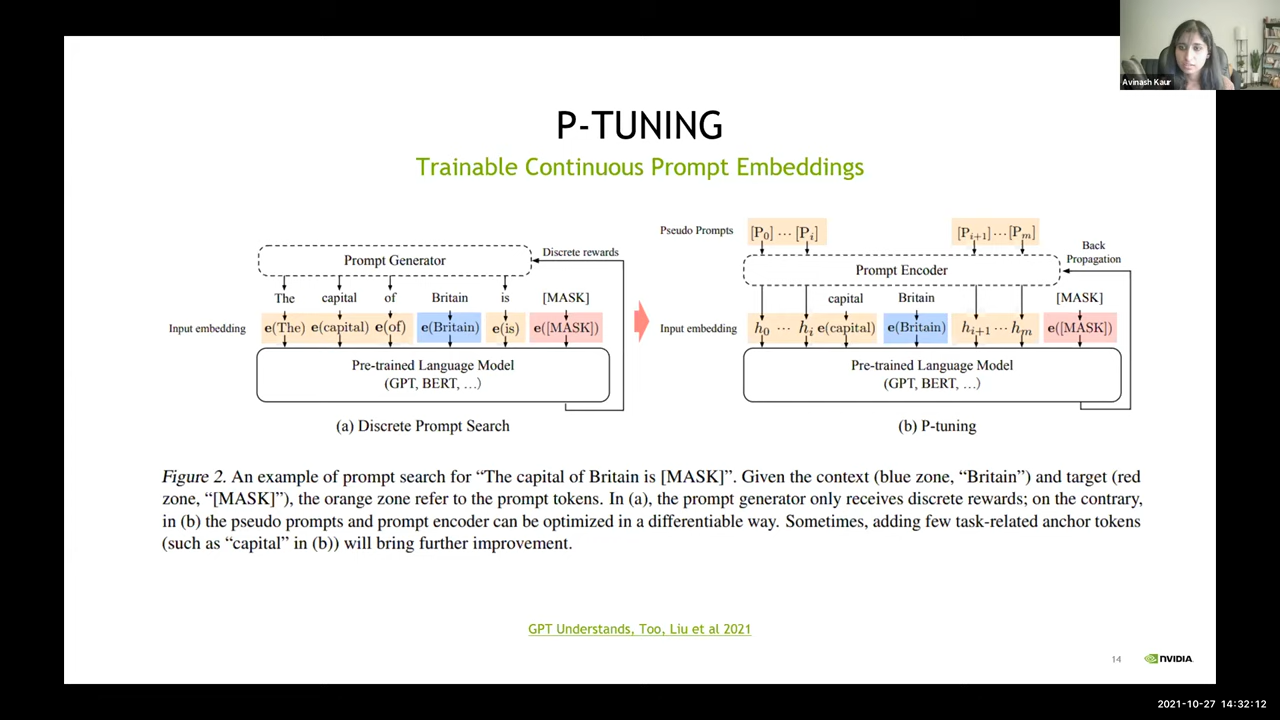 Avinash Kaur
P-TUNING
Trainable Continuous Prompt Embeddings
Prompt Generator
Discrete rewards
The capital of Britain is [MASK]
Input embedding e(The) e(capital) e(of) e(Britain) e(is) e([MASK])
Pre-trained Language Model
(GPT, BERT, …)
(a) Discrete Prompt Search
Pseudo Prompts [P₀] ⋯ [Pᵢ] [Pᵢ₊₁] ⋯ [Pₘ]
Back
Propagation
Prompt Encoder
capital Britain [MASK]
Input embedding h₀ ⋯ hᵢ e(capital) e(Britain) hᵢ₊₁ ⋯ hₘ e([MASK])
Pre-trained Language Model
(GPT, BERT, …)
(b) P-tuning
Figure 2. An example of prompt search for “The capital of Britain is [MASK]”. Given the context (blue zone, “Britain”) and target (red
zone, “[MASK]”), the orange zone refer to the prompt tokens. In (a), the prompt generator only receives discrete rewards; on the contrary,
in (b) the pseudo prompts and prompt encoder can be optimized in a differentiable way. Sometimes, adding few task-related anchor tokens
(such as “capital” in (b)) will bring further improvement.
GPT Understands, Too, Liu et al 2021
14
NVIDIA
2021-10-27 14:32:12